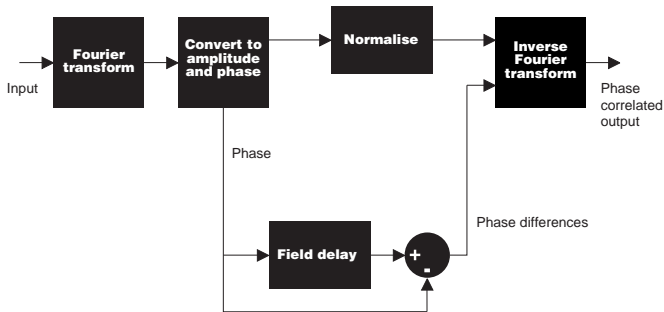 Input
Fourier
transform
Convert to
amplitude
and phase
Normalise
Inverse
Fourier
transform
Phase
correlated
output
Phase
Field delay
+
-
Phase differences